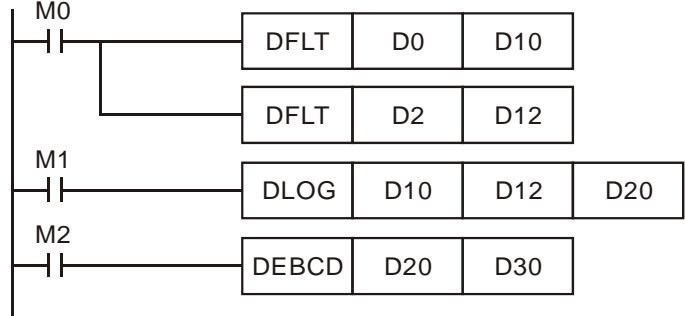 M0
DFLT D0 D10
DFLT D2 D12
M1
DLOG D10 D12 D20
M2
DEBCD D20 D30